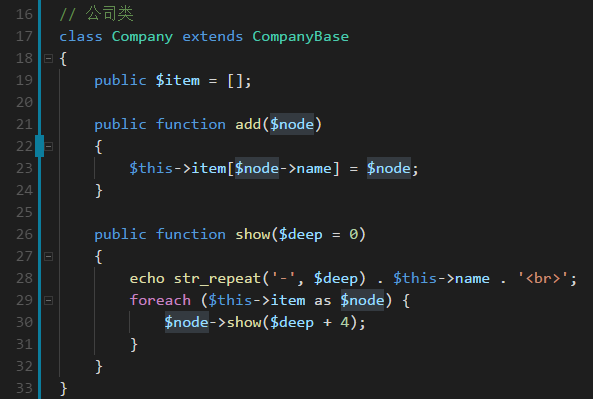 16 // 公司类
17 class Company extends CompanyBase
18 {
19     public $item = [];
20
21     public function add($node)
22     {
23         $this->item[$node->name] = $node;
24     }
25
26     public function show($deep = 0)
27     {
28         echo str_repeat('-', $deep) . $this->name . '<br>';
29         foreach ($this->item as $node) {
30             $node->show($deep + 4);
31         }
32     }
33 }